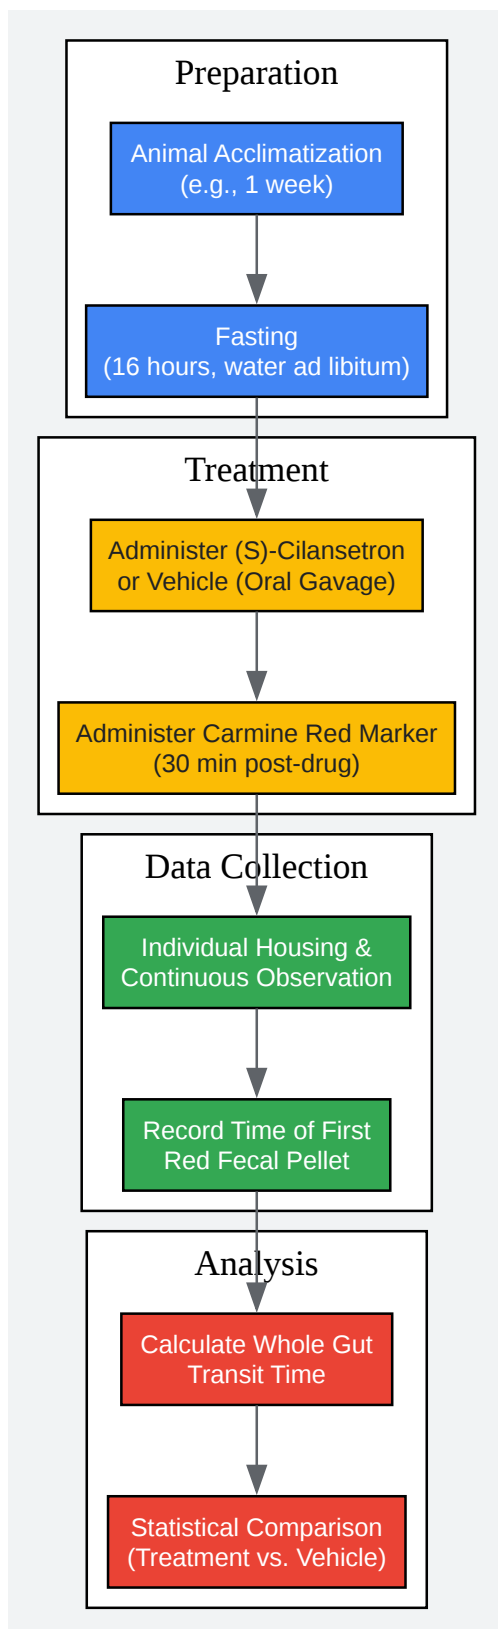 Preparation
Animal Acclimatization
(e.g., 1 week)
Fasting
(16 hours, water ad libitum)
Treatment
Administer (S)-Cilansetron
or Vehicle (Oral Gavage)
Administer Carmine Red Marker
(30 min post-drug)
Data Collection
Individual Housing &
Continuous Observation
Record Time of First
Red Fecal Pellet
Analysis
Calculate Whole Gut
Transit Time
Statistical Comparison
(Treatment vs. Vehicle)